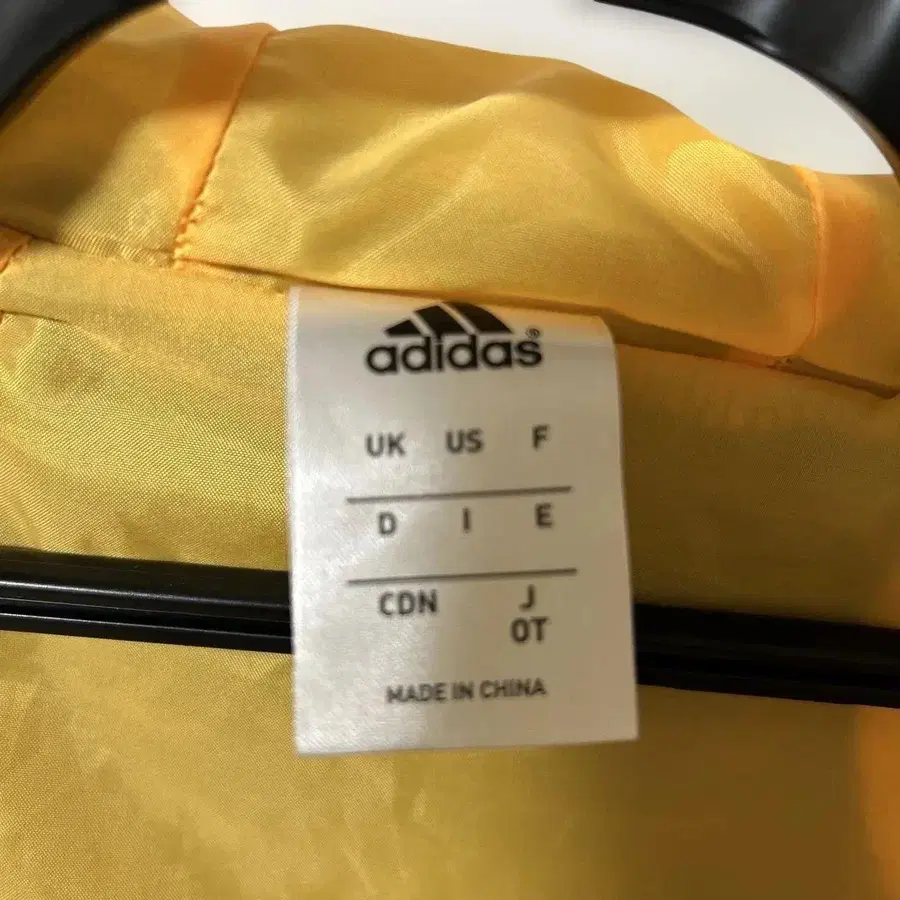 adidas®
UK US F
D I E
CDN J
OT
MADE IN CHINA